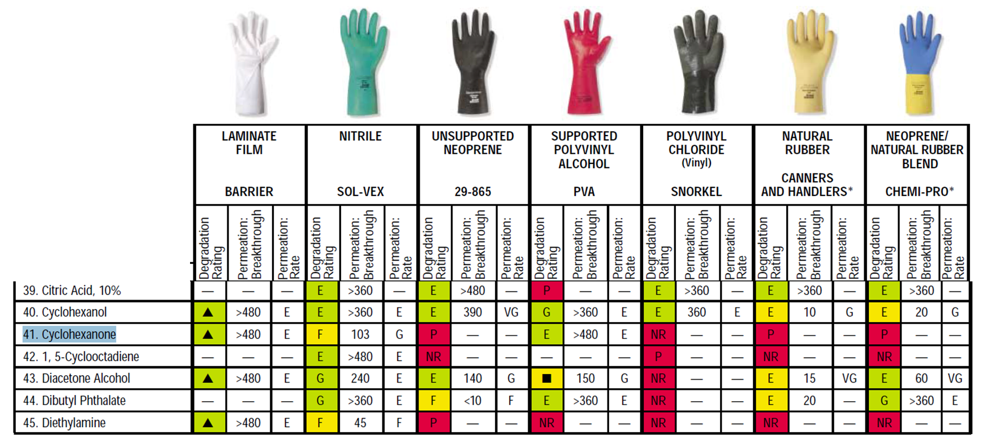 LAMINATE FILM
BARRIER
NITRILE
SOL-VEX
UNSUPPORTED NEOPRENE
29-865
SUPPORTED POLYVINYL ALCOHOL
PVA
POLYVINYL CHLORIDE (Vinyl)
SNORKEL
NATURAL RUBBER
CANNERS AND HANDLERS*
NEOPRENE/ NATURAL RUBBER BLEND
CHEMI-PRO*
Degradation Rating Permeation: Breakthrough Permeation: Rate Degradation Rating Permeation: Breakthrough Permeation: Rate Degradation Rating Permeation: Breakthrough Permeation: Rate Degradation Rating Permeation: Breakthrough Permeation: Rate Degradation Rating Permeation: Breakthrough Permeation: Rate Degradation Rating Permeation: Breakthrough Permeation: Rate Degradation Rating Permeation: Breakthrough Permeation: Rate
39. Citric Acid, 10% — — — E >360 — E >480 — P — — E >360 — E >360 — E >360 —
40. Cyclohexanol ▲ >480 E E >360 E E 390 VG G >360 E E 360 E E 10 G E 20 G
41. Cyclohexanone ▲ >480 E F 103 G P — — E >480 E NR — — P — — P — —
42. 1, 5-Cyclooctadiene — — — E >480 E NR — — — — — P — — NR — — NR — —
43. Diacetone Alcohol ▲ >480 E G 240 E E 140 G ■ 150 G NR — — E 15 VG E 60 VG
44. Dibutyl Phthalate — — — G >360 E F <10 F E >360 E NR — — E 20 — G >360 E
45. Diethylamine ▲ >480 E F 45 F P — — NR — — NR — — NR — — NR — —